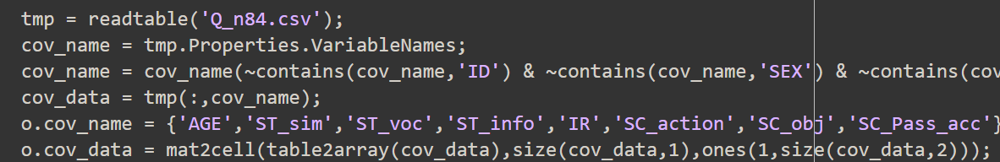 tmp = readtable('Q_n84.csv');
cov_name = tmp.Properties.VariableNames;
cov_name = cov_name(~contains(cov_name,'ID') & ~contains(cov_name,'SEX') & ~contains(cov
cov_data = tmp(:,cov_name);
o.cov_name = {'AGE','ST_sim','ST_voc','ST_info','IR','SC_action','SC_obj','SC_Pass_acc'}
o.cov_data = mat2cell(table2array(cov_data),size(cov_data,1),ones(1,size(cov_data,2)));